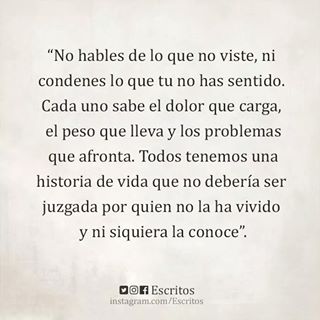 “No hables de lo que no viste, ni
condenes lo que tu no has sentido.
Cada uno sabe el dolor que carga,
el peso que lleva y los problemas
que afronta. Todos tenemos una
historia de vida que no debería ser
juzgada por quien no la ha vivido
y ni siquiera la conoce”.
Escritos
instagram.com/Escritos